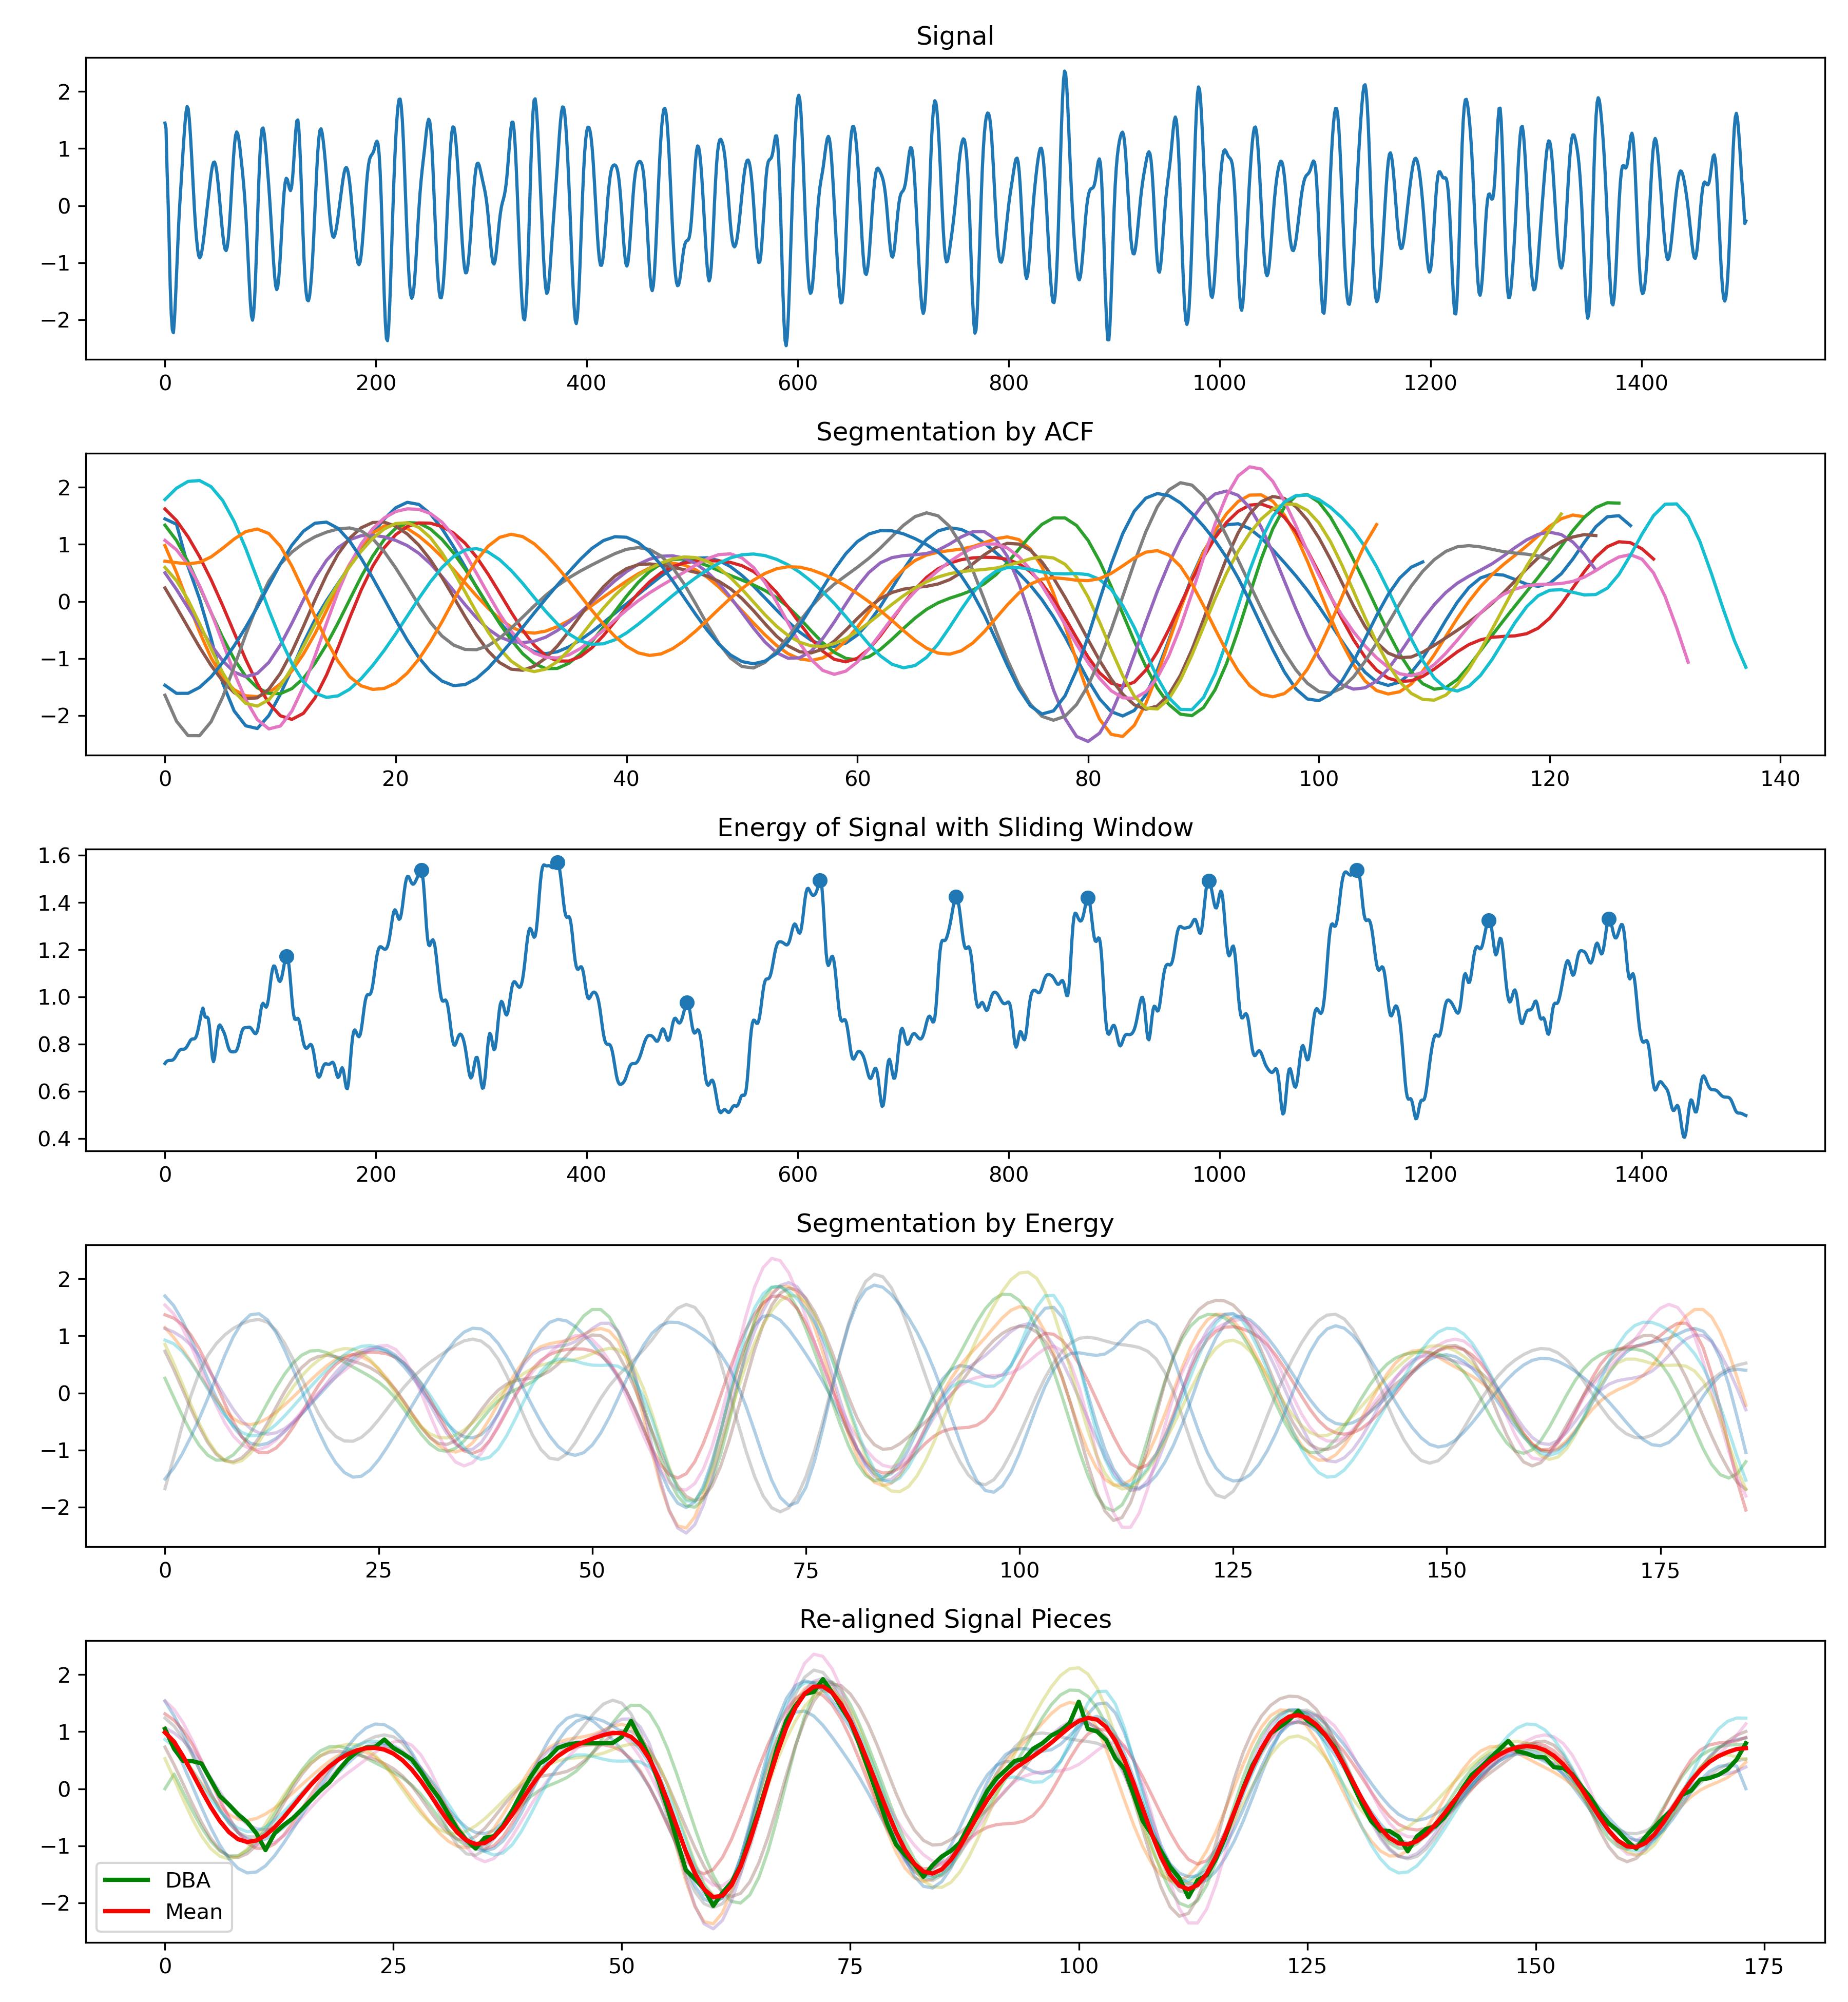 Signal
2
1
0
−1
−2
0 200 400 600 800 1000 1200 1400
Segmentation by ACF
2
1
0
−1
−2
0 20 40 60 80 100 120 140
Energy of Signal with Sliding Window
1.6
1.4
1.2
1.0
0.8
0.6
0.4
0 200 400 600 800 1000 1200 1400
Segmentation by Energy
2
1
0
−1
−2
0 25 50 75 100 125 150 175
Re-aligned Signal Pieces
2
1
0
−1
−2
DBA
Mean
0 25 50 75 100 125 150 175